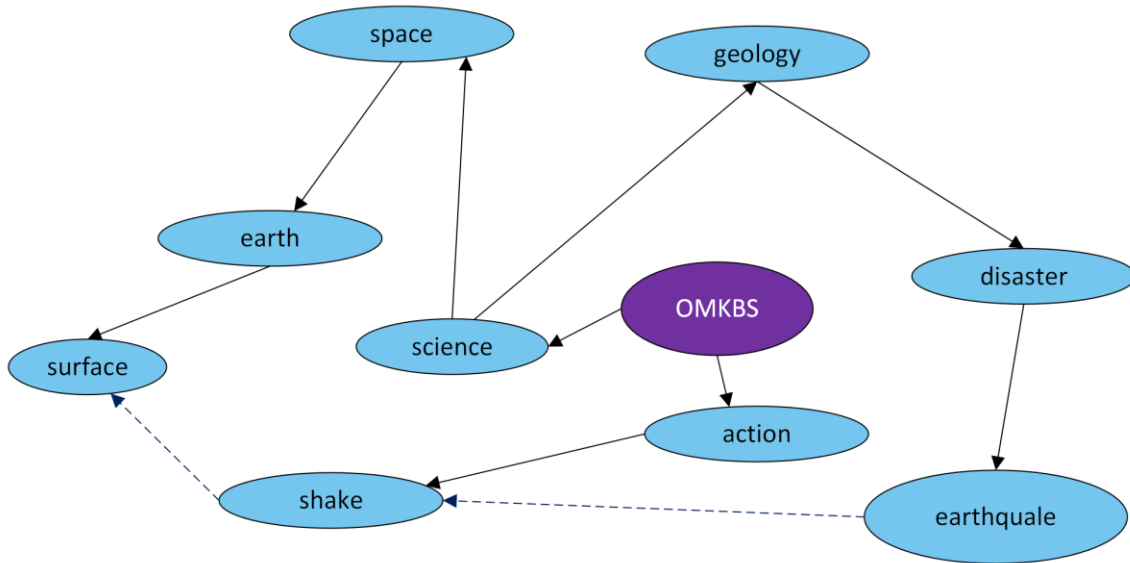 space
geology
earth
disaster
OMKBS
science
surface
action
shake
earthquale